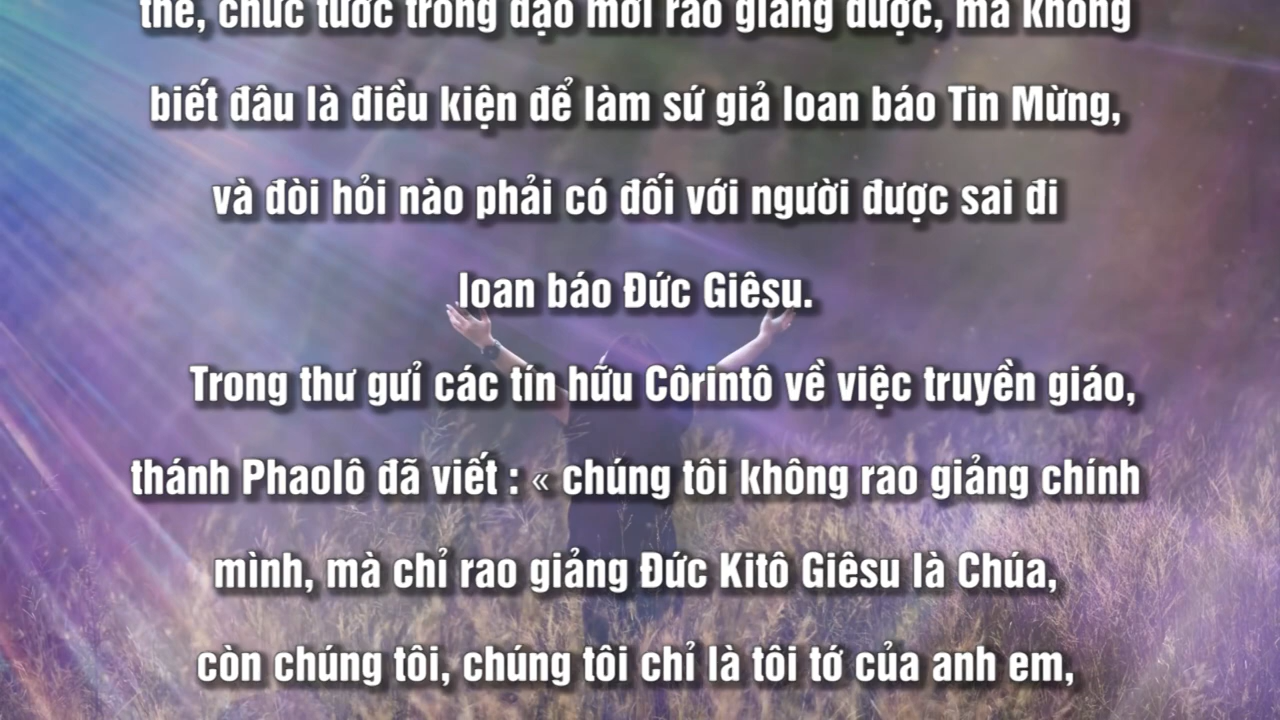 thế, chức tước trong đạo mới rao giảng được, mà không
biết đâu là điều kiện để làm sứ giả loan báo Tin Mừng,
và đòi hỏi nào phải có đối với người được sai đi
loan báo Đức Giêsu.
Trong thư gửi các tín hữu Côrintô về việc truyền giáo,
thánh Phaolô đã viết : « chúng tôi không rao giảng chính
mình, mà chỉ rao giảng Đức Kitô Giêsu là Chúa,
còn chúng tôi, chúng tôi chỉ là tôi tớ của anh em,